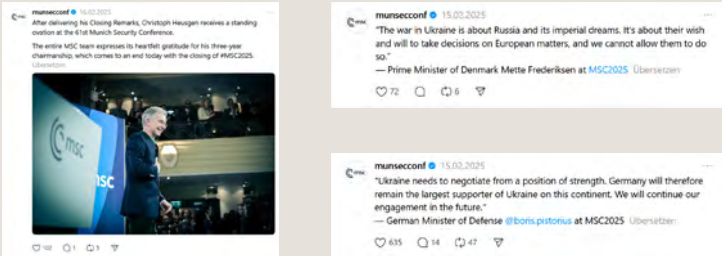 munsecconf 16.02.2025
After delivering his Closing Remarks, Christoph Heusgen receives a standing
ovation at the 61st Munich Security Conference.
The entire MSC team expresses its heartfelt gratitude for his three-year
chairmanship, which comes to an end today with the closing of #MSC2025.
Übersetzen
msc
msc
102 1 5
munsecconf 15.02.2025
"The war in Ukraine is about Russia and its imperial dreams. It's about their wish
and will to take decisions on European matters, and we cannot allow them to do
so."
— Prime Minister of Denmark Mette Frederiksen at MSC2025 Übersetzen
72 6
munsecconf 15.02.2025
"Ukraine needs to negotiate from a position of strength. Germany will therefore
remain the largest supporter of Ukraine on this continent. We will continue our
engagement in the future."
— German Minister of Defense @boris.pistorius at MSC2025 Übersetzen
635 14 47